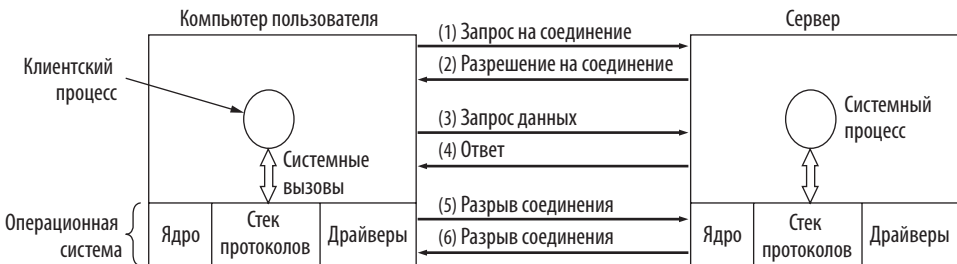 Компьютер пользователя
Сервер
(1) Запрос на соединение
(2) Разрешение на соединение
Клиентский
процесс
(3) Запрос данных
Системный
процесс
(4) Ответ
Системные
вызовы
Операционная
система
Ядро
Стек
протоколов
Драйверы
(5) Разрыв соединения
(6) Разрыв соединения
Ядро
Стек
протоколов
Драйверы